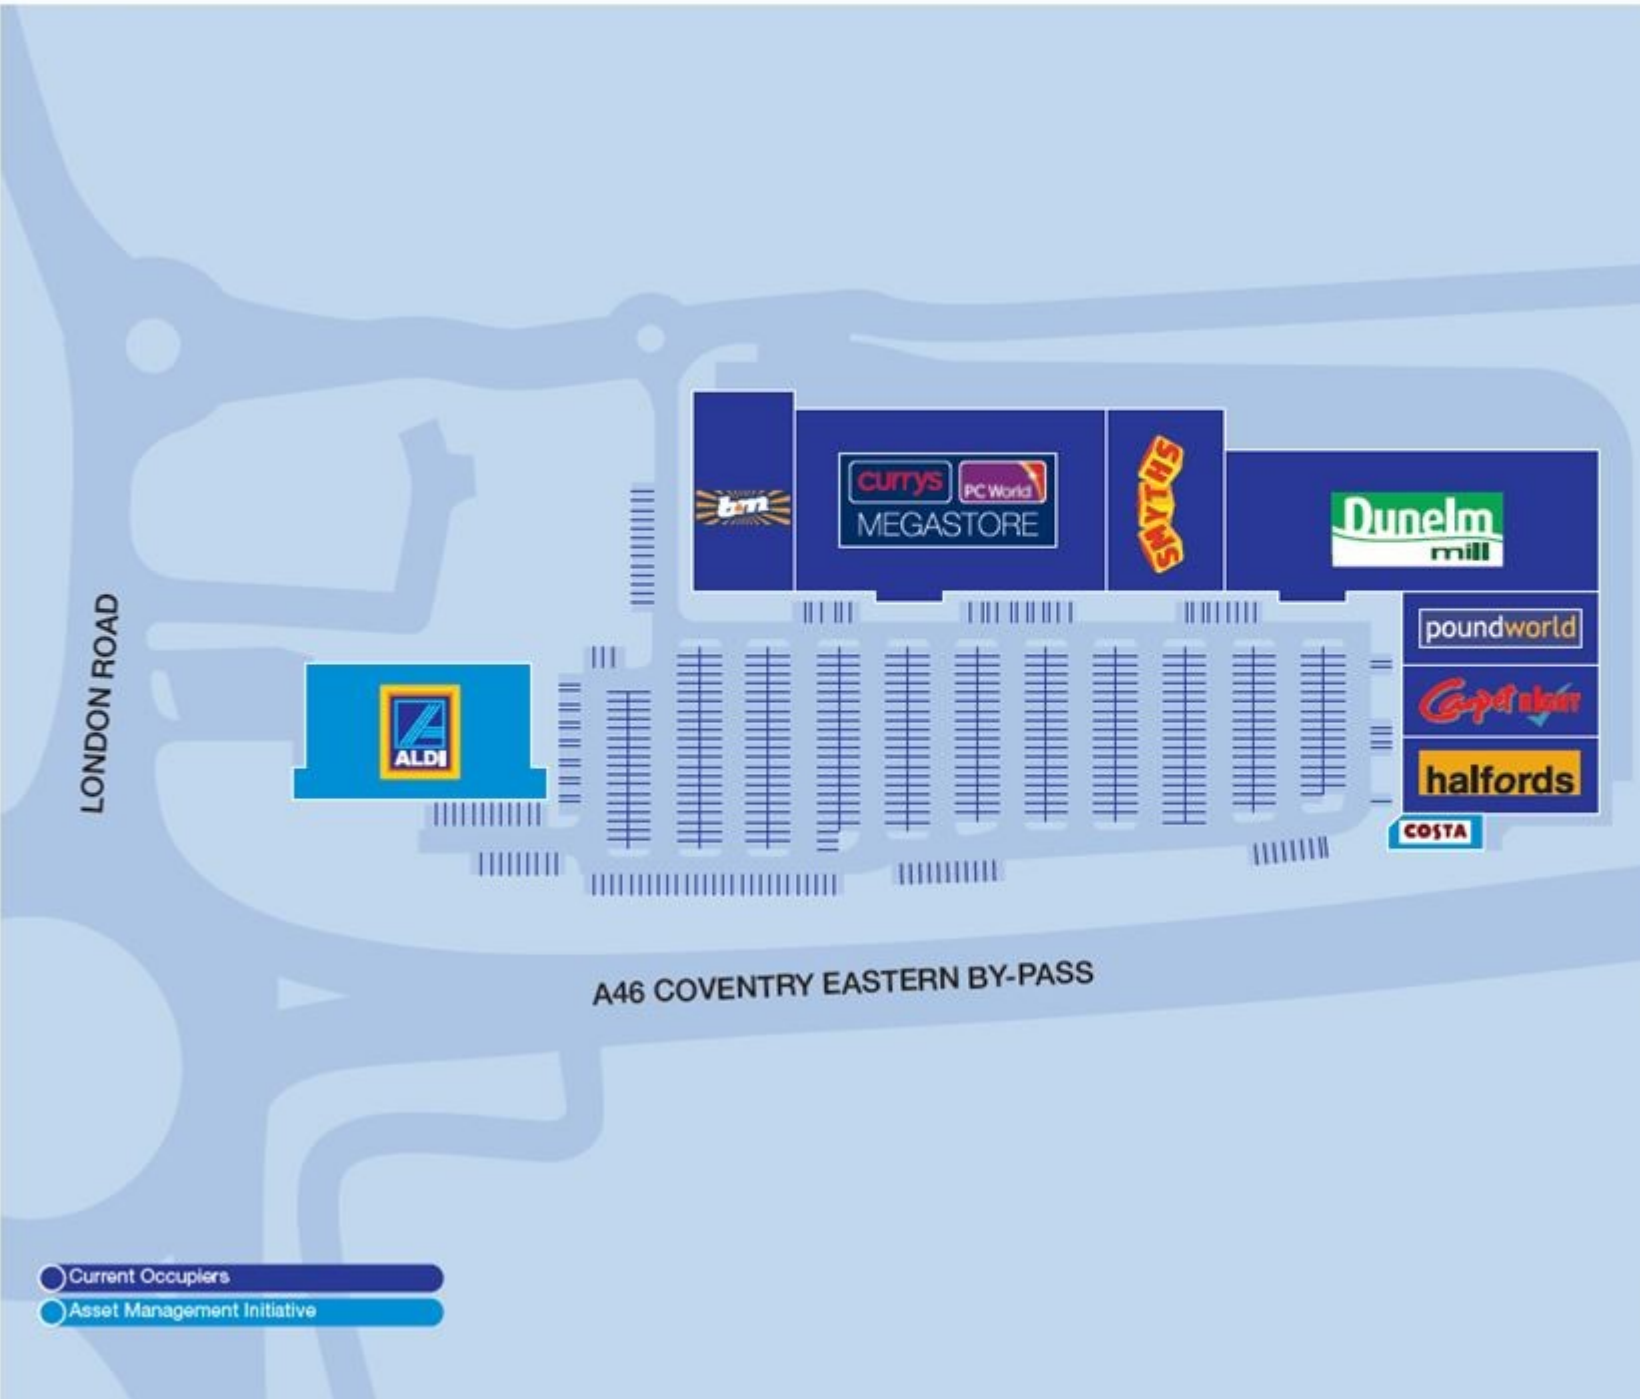 b&m
currys
PC World
MEGASTORE
SMYTHS
Dunelm
mill
poundworld
Carpetright
halfords
COSTA
ALDI
LONDON ROAD
A46 COVENTRY EASTERN BY-PASS
Current Occupiers
Asset Management Initiative